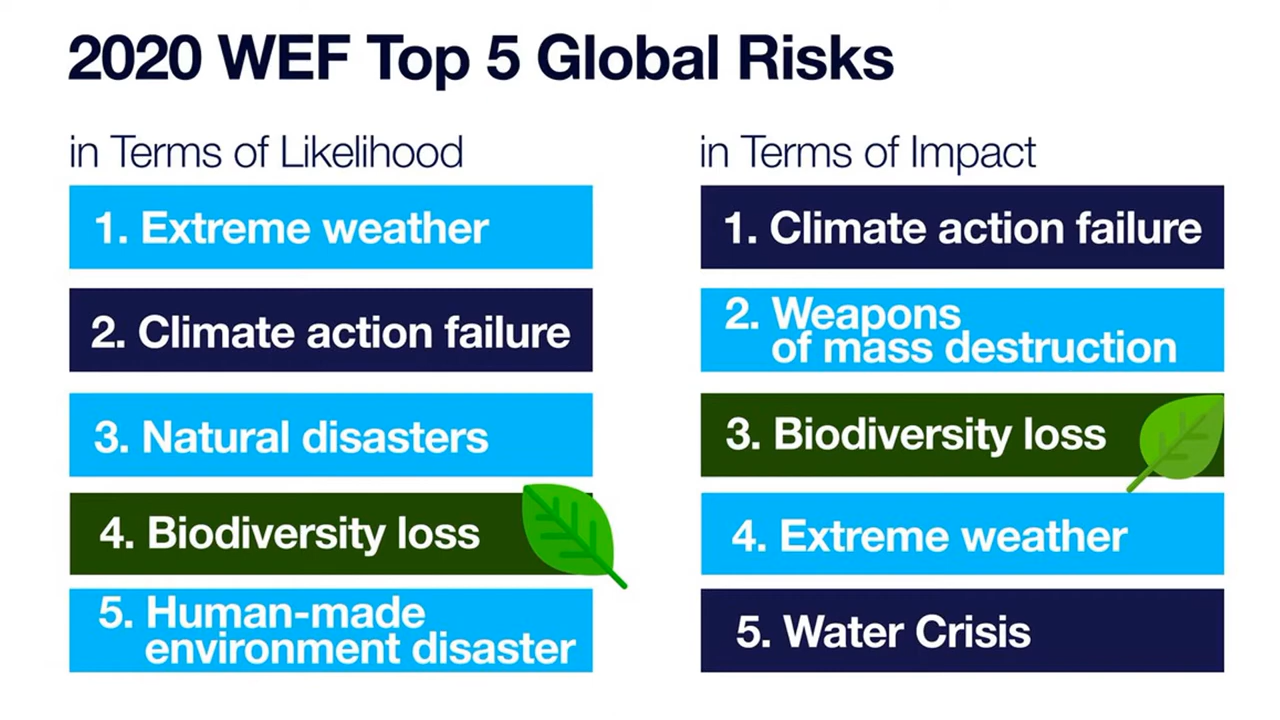 2020 WEF Top 5 Global Risks
in Terms of Likelihood
1. Extreme weather
2. Climate action failure
3. Natural disasters
4. Biodiversity loss
5. Human-made
environment disaster
in Terms of Impact
1. Climate action failure
2. Weapons
of mass destruction
3. Biodiversity loss
4. Extreme weather
5. Water Crisis